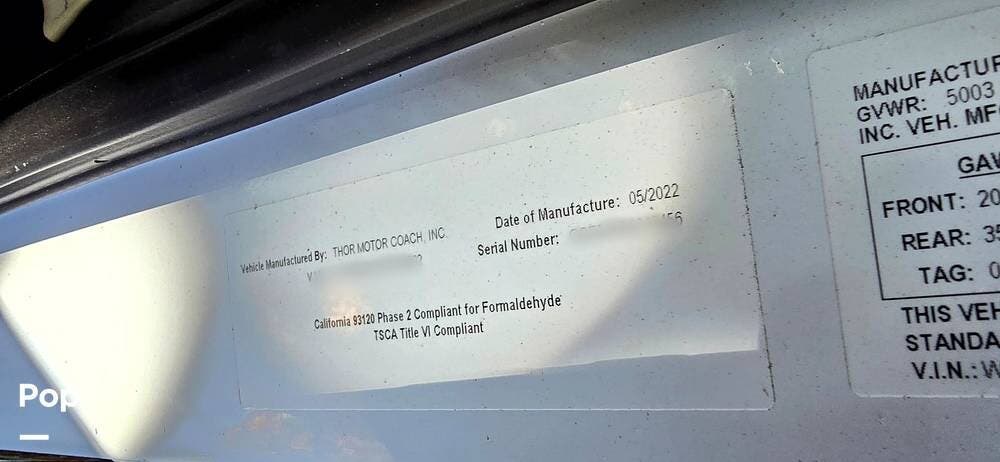 Vehicle Manufactured By: THOR MOTOR COACH, INC.
Date of Manufacture: 05/2022
Serial Number: 56
California 93120 Phase 2 Compliant for Formaldehyde
TSCA Title VI Compliant
MANUFACTUR
GVWR: 5003
INC. VEH. MF
GAW
FRONT: 20
REAR: 35
TAG: 0
THIS VEH
STANDA
V.I.N.: W
Pop